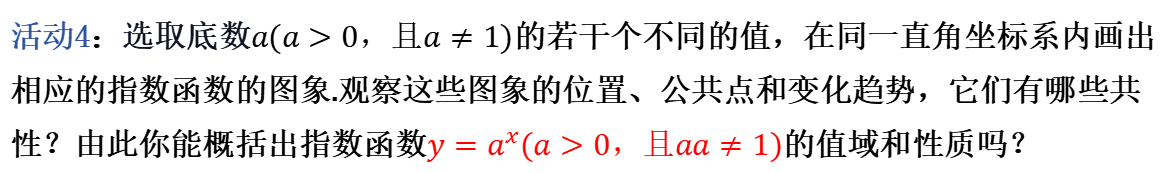 活动4：选取底数a(a > 0，且a ≠ 1)的若干个不同的值，在同一直角坐标系内画出
相应的指数函数的图象.观察这些图象的位置、公共点和变化趋势，它们有哪些共
性？由此你能概括出指数函数y = aˣ(a > 0，且aa ≠ 1)的值域和性质吗？